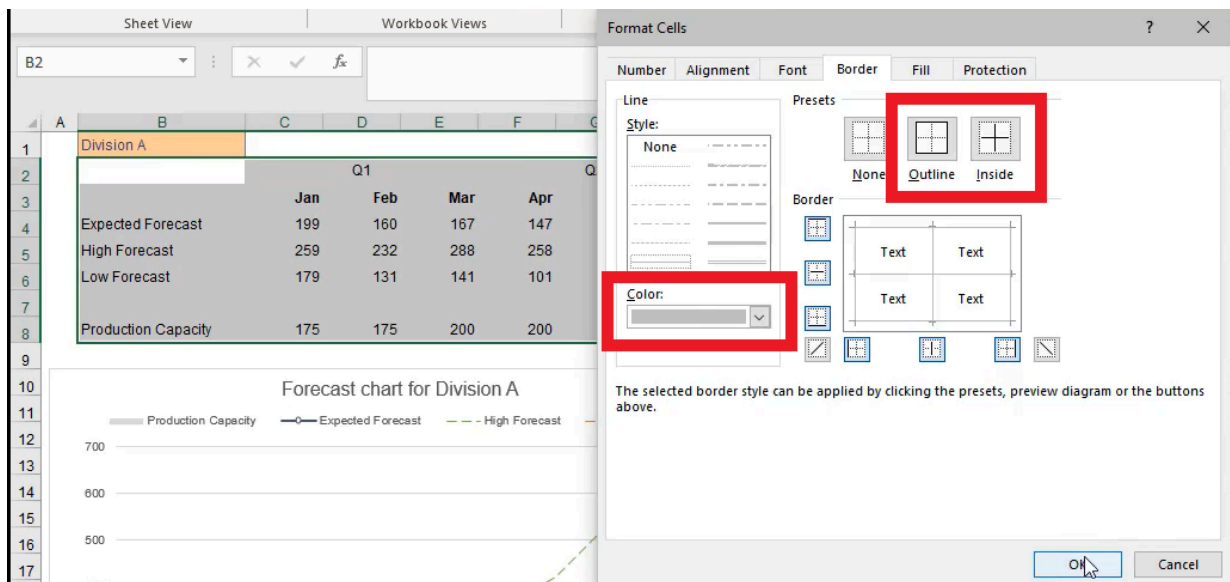 Sheet View Workbook Views
B2 fx
A B C D E F
1 Division A
2 Q1
3 Jan Feb Mar Apr
4 Expected Forecast 199 160 167 147
5 High Forecast 259 232 288 258
6 Low Forecast 179 131 141 101
7
8 Production Capacity 175 175 200 200
9
10 Forecast chart for Division A
11 Production Capacity Expected Forecast High Forecast
12 700
13
14 600
15
16 500
17
Format Cells ?
Number Alignment Font Border Fill Protection
Line Presets
Style:
None
None Outline Inside
Border
Text Text
Text Text
Color:
The selected border style can be applied by clicking the presets, preview diagram or the buttons
above.
OK Cancel